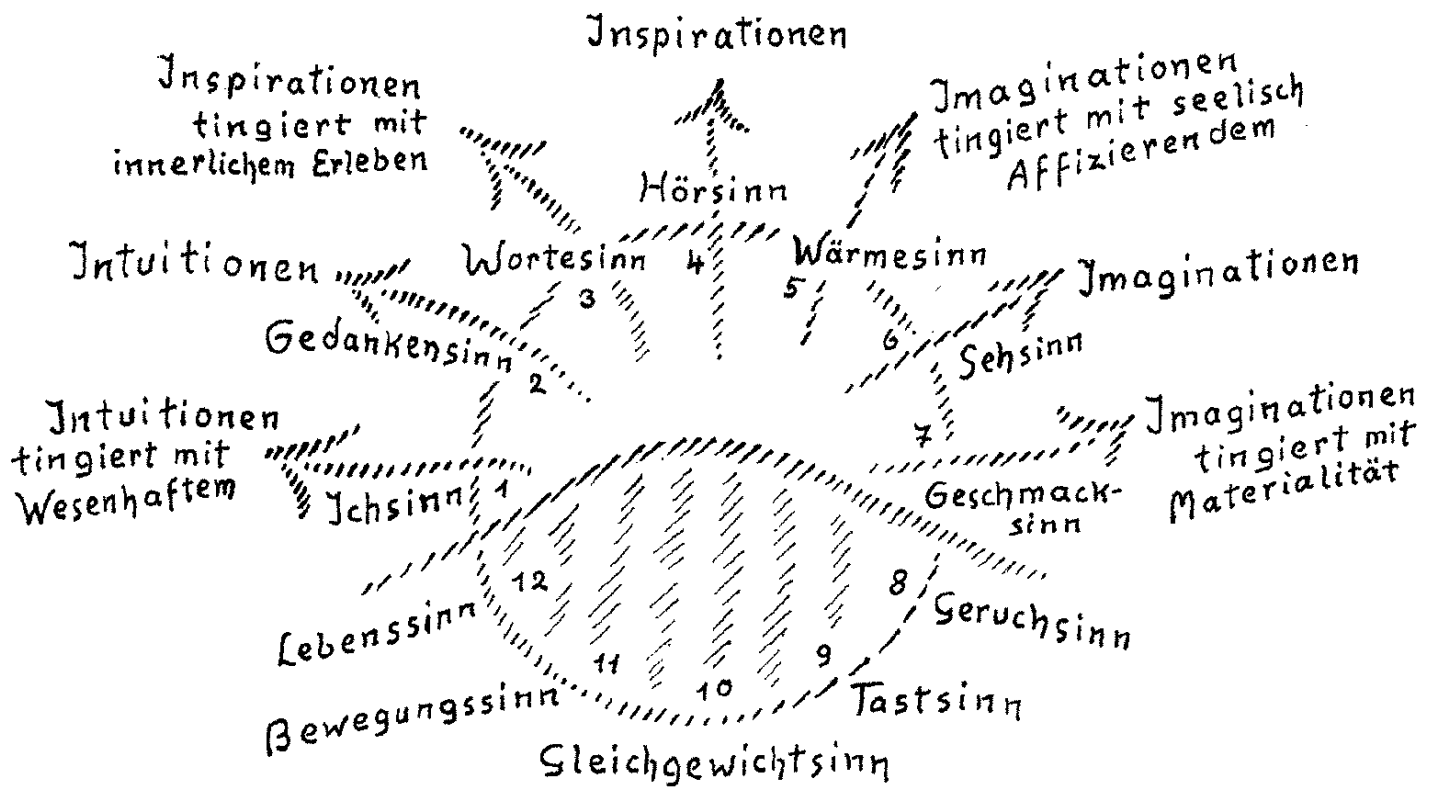 Inspirationen
Inspirationen
tingiert mit
innerlichem Erleben
Imaginationen
tingiert mit seelisch
Affizierendem
Hörsinn
Intuitionen
Wortesinn
4
Wärmesinn
Imaginationen
3
5
Gedankensinn
2
6
Sehsinn
Intuitionen
tingiert mit
Wesenhaftem
Ichsinn
1
7
Imaginationen
tingiert mit
Materialität
Geschmack-
sinn
12
8
Lebenssinn
Geruchsinn
11
10
9
Bewegungssinn
Tastsinn
Gleichgewichtsinn